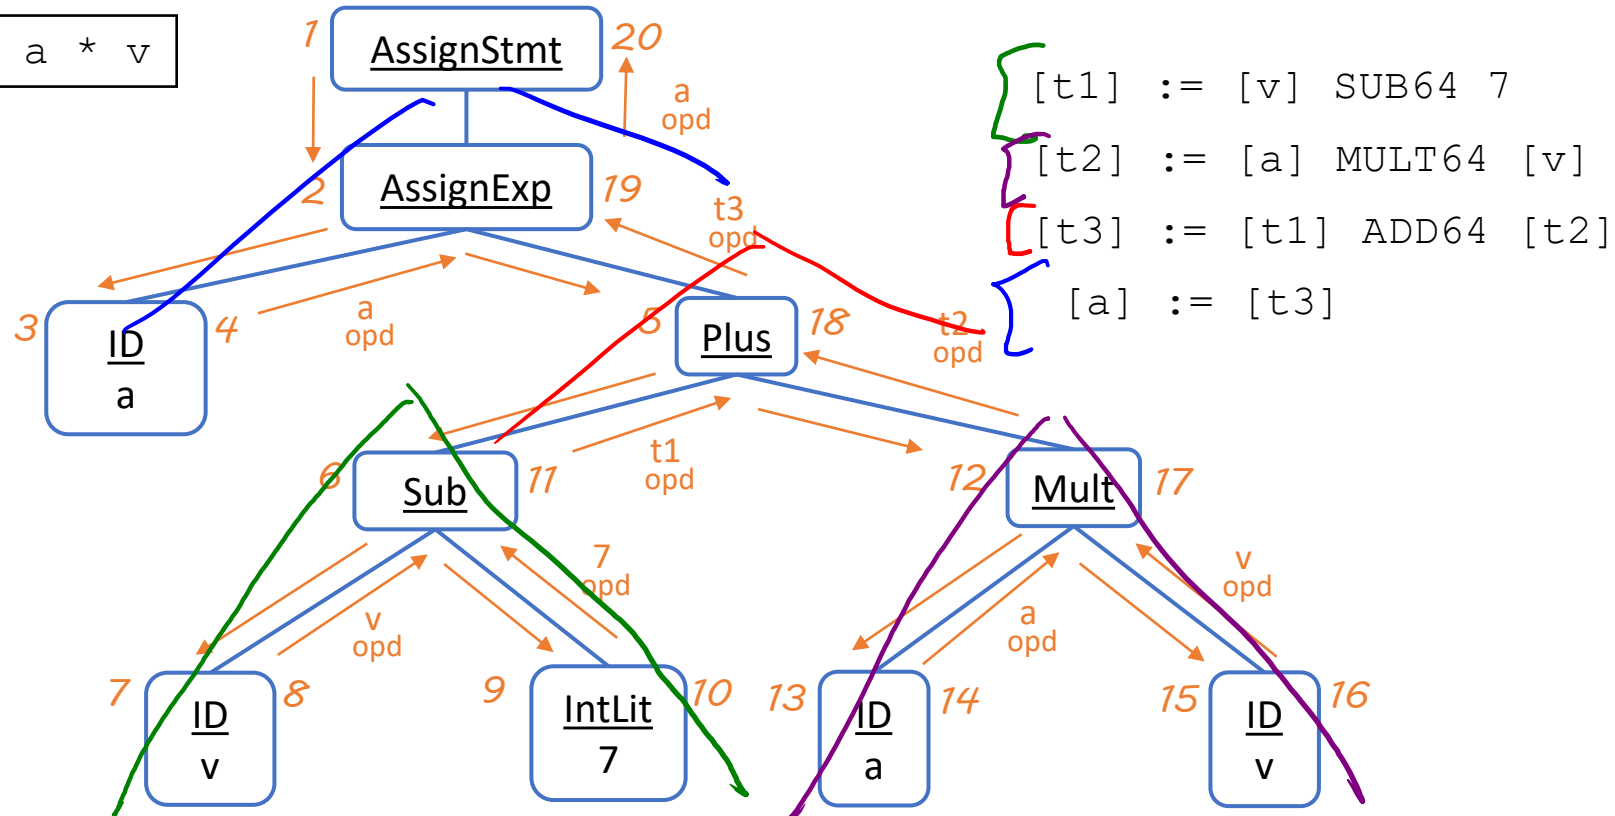 a * v
1
AssignStmt
20
a
opd
2
AssignExp
19
t3
opd
3
ID
a
4
a
opd
5
Plus
18
t2
opd
6
Sub
11
t1
opd
12
Mult
17
7
ID
v
8
v
opd
9
IntLit
7
10
7
opd
13
ID
a
14
a
opd
15
ID
v
16
v
opd
[t1] := [v] SUB64 7
[t2] := [a] MULT64 [v]
[t3] := [t1] ADD64 [t2]
[a] := [t3]